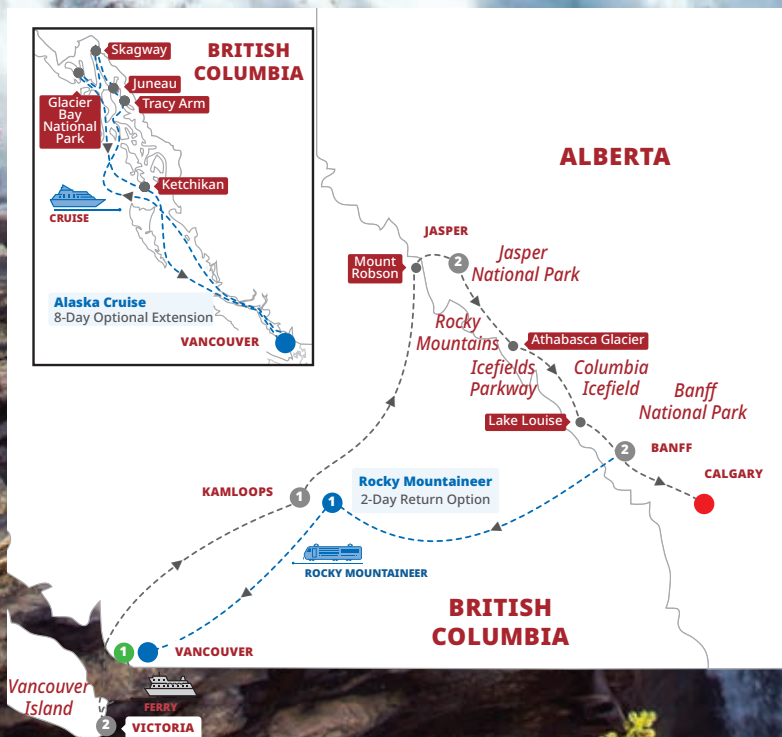 BRITISH
COLUMBIA
Skagway
Juneau
Tracy Arm
Glacier
Bay
National
Park
Ketchikan
CRUISE
Alaska Cruise
8-Day Optional Extension
VANCOUVER
ALBERTA
JASPER
2
Mount
Robson
Jasper
National Park
Rocky
Mountains
Athabasca Glacier
Icefields
Parkway
Columbia
Icefield
Banff
National Park
Lake Louise
2
BANFF
CALGARY
KAMLOOPS
1
1
Rocky Mountaineer
2-Day Return Option
ROCKY MOUNTAINEER
BRITISH
COLUMBIA
1
VANCOUVER
Vancouver
Island
FERRY
2
VICTORIA